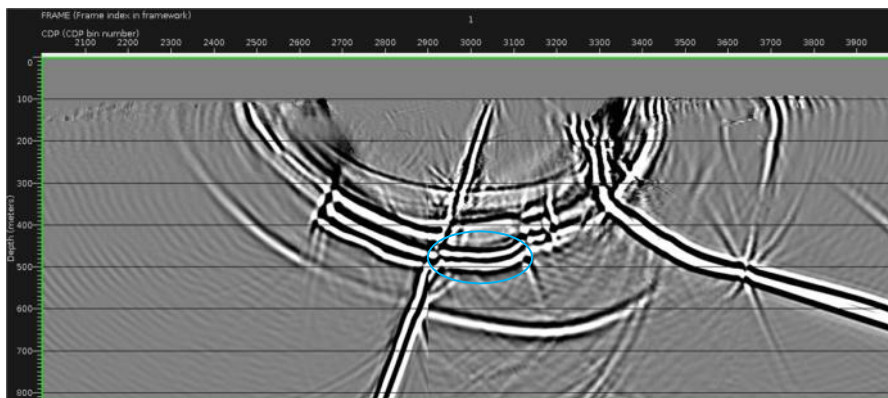 FRAME (Frame index in framework)
1
CDP (CDP bin number)
2100 2200 2300 2400 2500 2600 2700 2800 2900 3000 3100 3200 3300 3400 3500 3600 3700 3800 3900
0
100
200
300
400
500
600
700
800
Depth (meters)